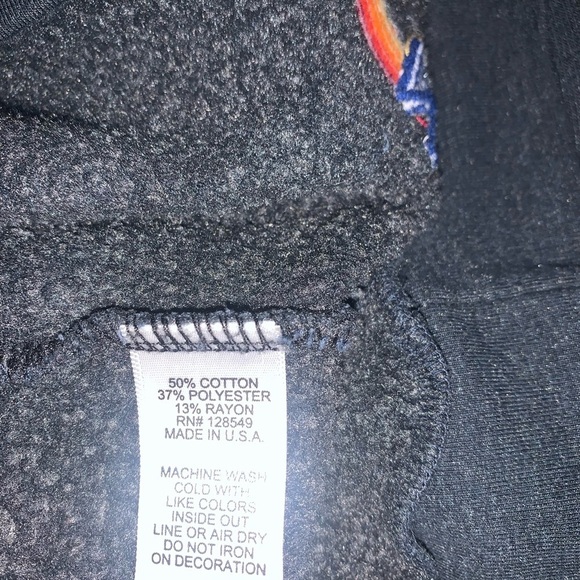 50% COTTON
37% POLYESTER
13% RAYON
RN# 128549
MADE IN U.S.A.
MACHINE WASH
COLD WITH
LIKE COLORS
INSIDE OUT
LINE OR AIR DRY
DO NOT IRON
ON DECORATION